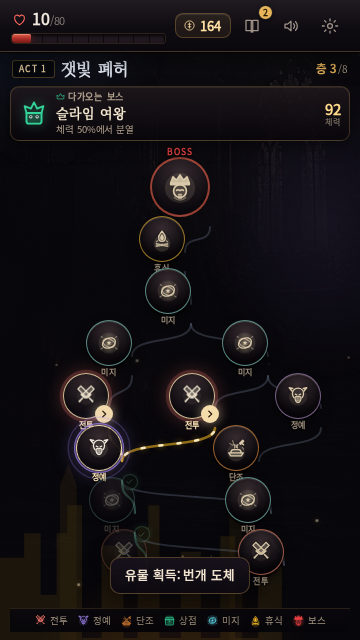 10/80
164
2
ACT 1 잿빛 폐허
층 3/8
다가오는 보스
슬라임 여왕
체력 50%에서 분열
92
체력
BOSS
휴식
미지
미지
미지
전투
전투
정예
정예
단조
미지
미지
전투
유물 획득: 번개 도체
전투 정예 단조 상점 미지 휴식 보스